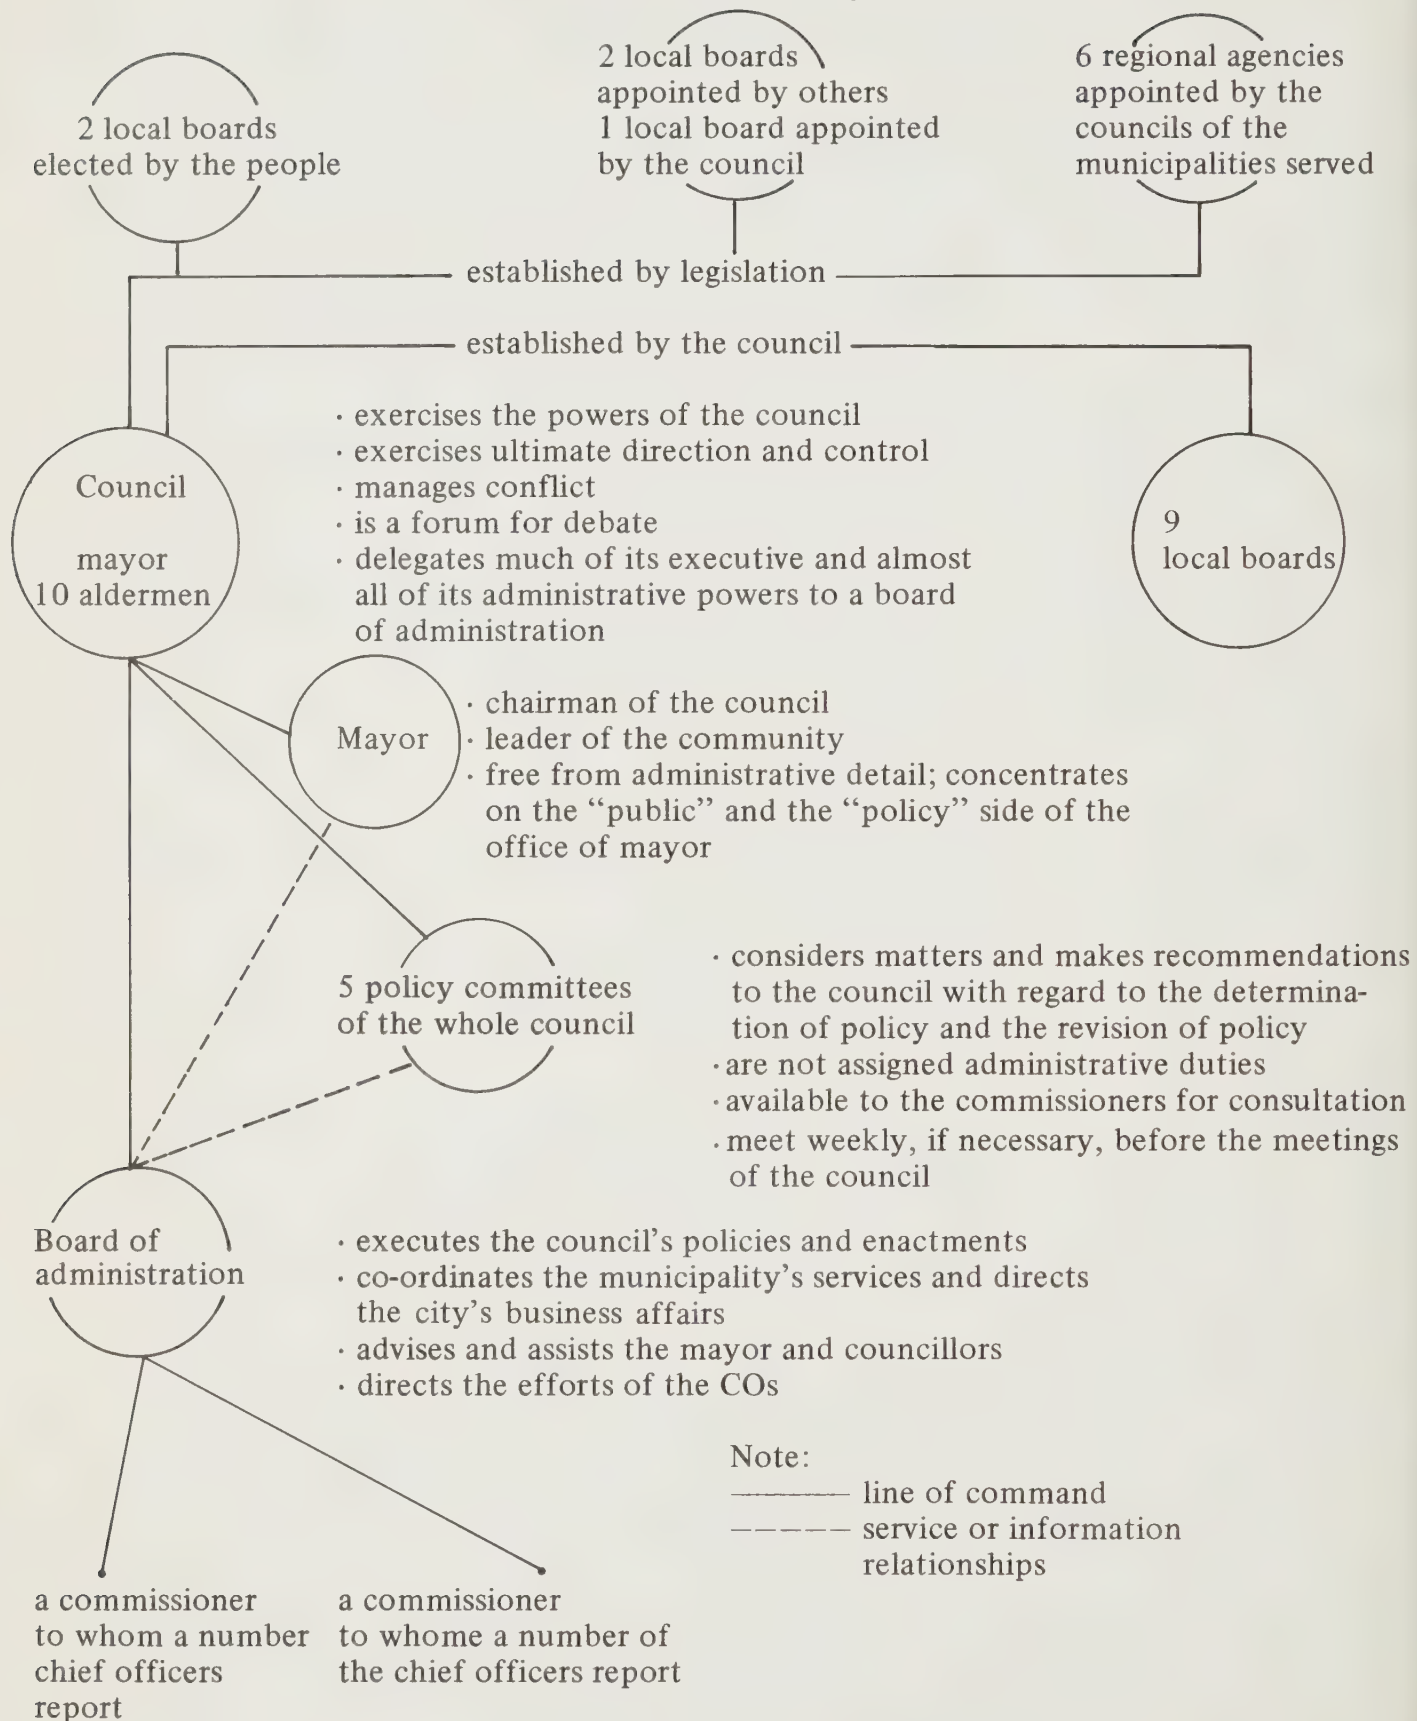 2 local boards
elected by the people
2 local boards
appointed by others
1 local board appointed
by the council
6 regional agencies
appointed by the
councils of the
municipalities served
established by legislation
established by the council
Council
mayor
10 aldermen
· exercises the powers of the council
· exercises ultimate direction and control
· manages conflict
· is a forum for debate
· delegates much of its executive and almost
all of its administrative powers to a board
of administration
9
local boards
Mayor
· chairman of the council
· leader of the community
· free from administrative detail; concentrates
on the “public” and the “policy” side of the
office of mayor
5 policy committees
of the whole council
· considers matters and makes recommendations
to the council with regard to the determina-
tion of policy and the revision of policy
· are not assigned administrative duties
· available to the commissioners for consultation
· meet weekly, if necessary, before the meetings
of the council
Board of
administration
· executes the council’s policies and enactments
· co-ordinates the municipality’s services and directs
the city’s business affairs
· advises and assists the mayor and councillors
· directs the efforts of the COs
Note:
line of command
service or information
relationships
a commissioner
to whom a number
chief officers
report
a commissioner
to whome a number of
the chief officers report